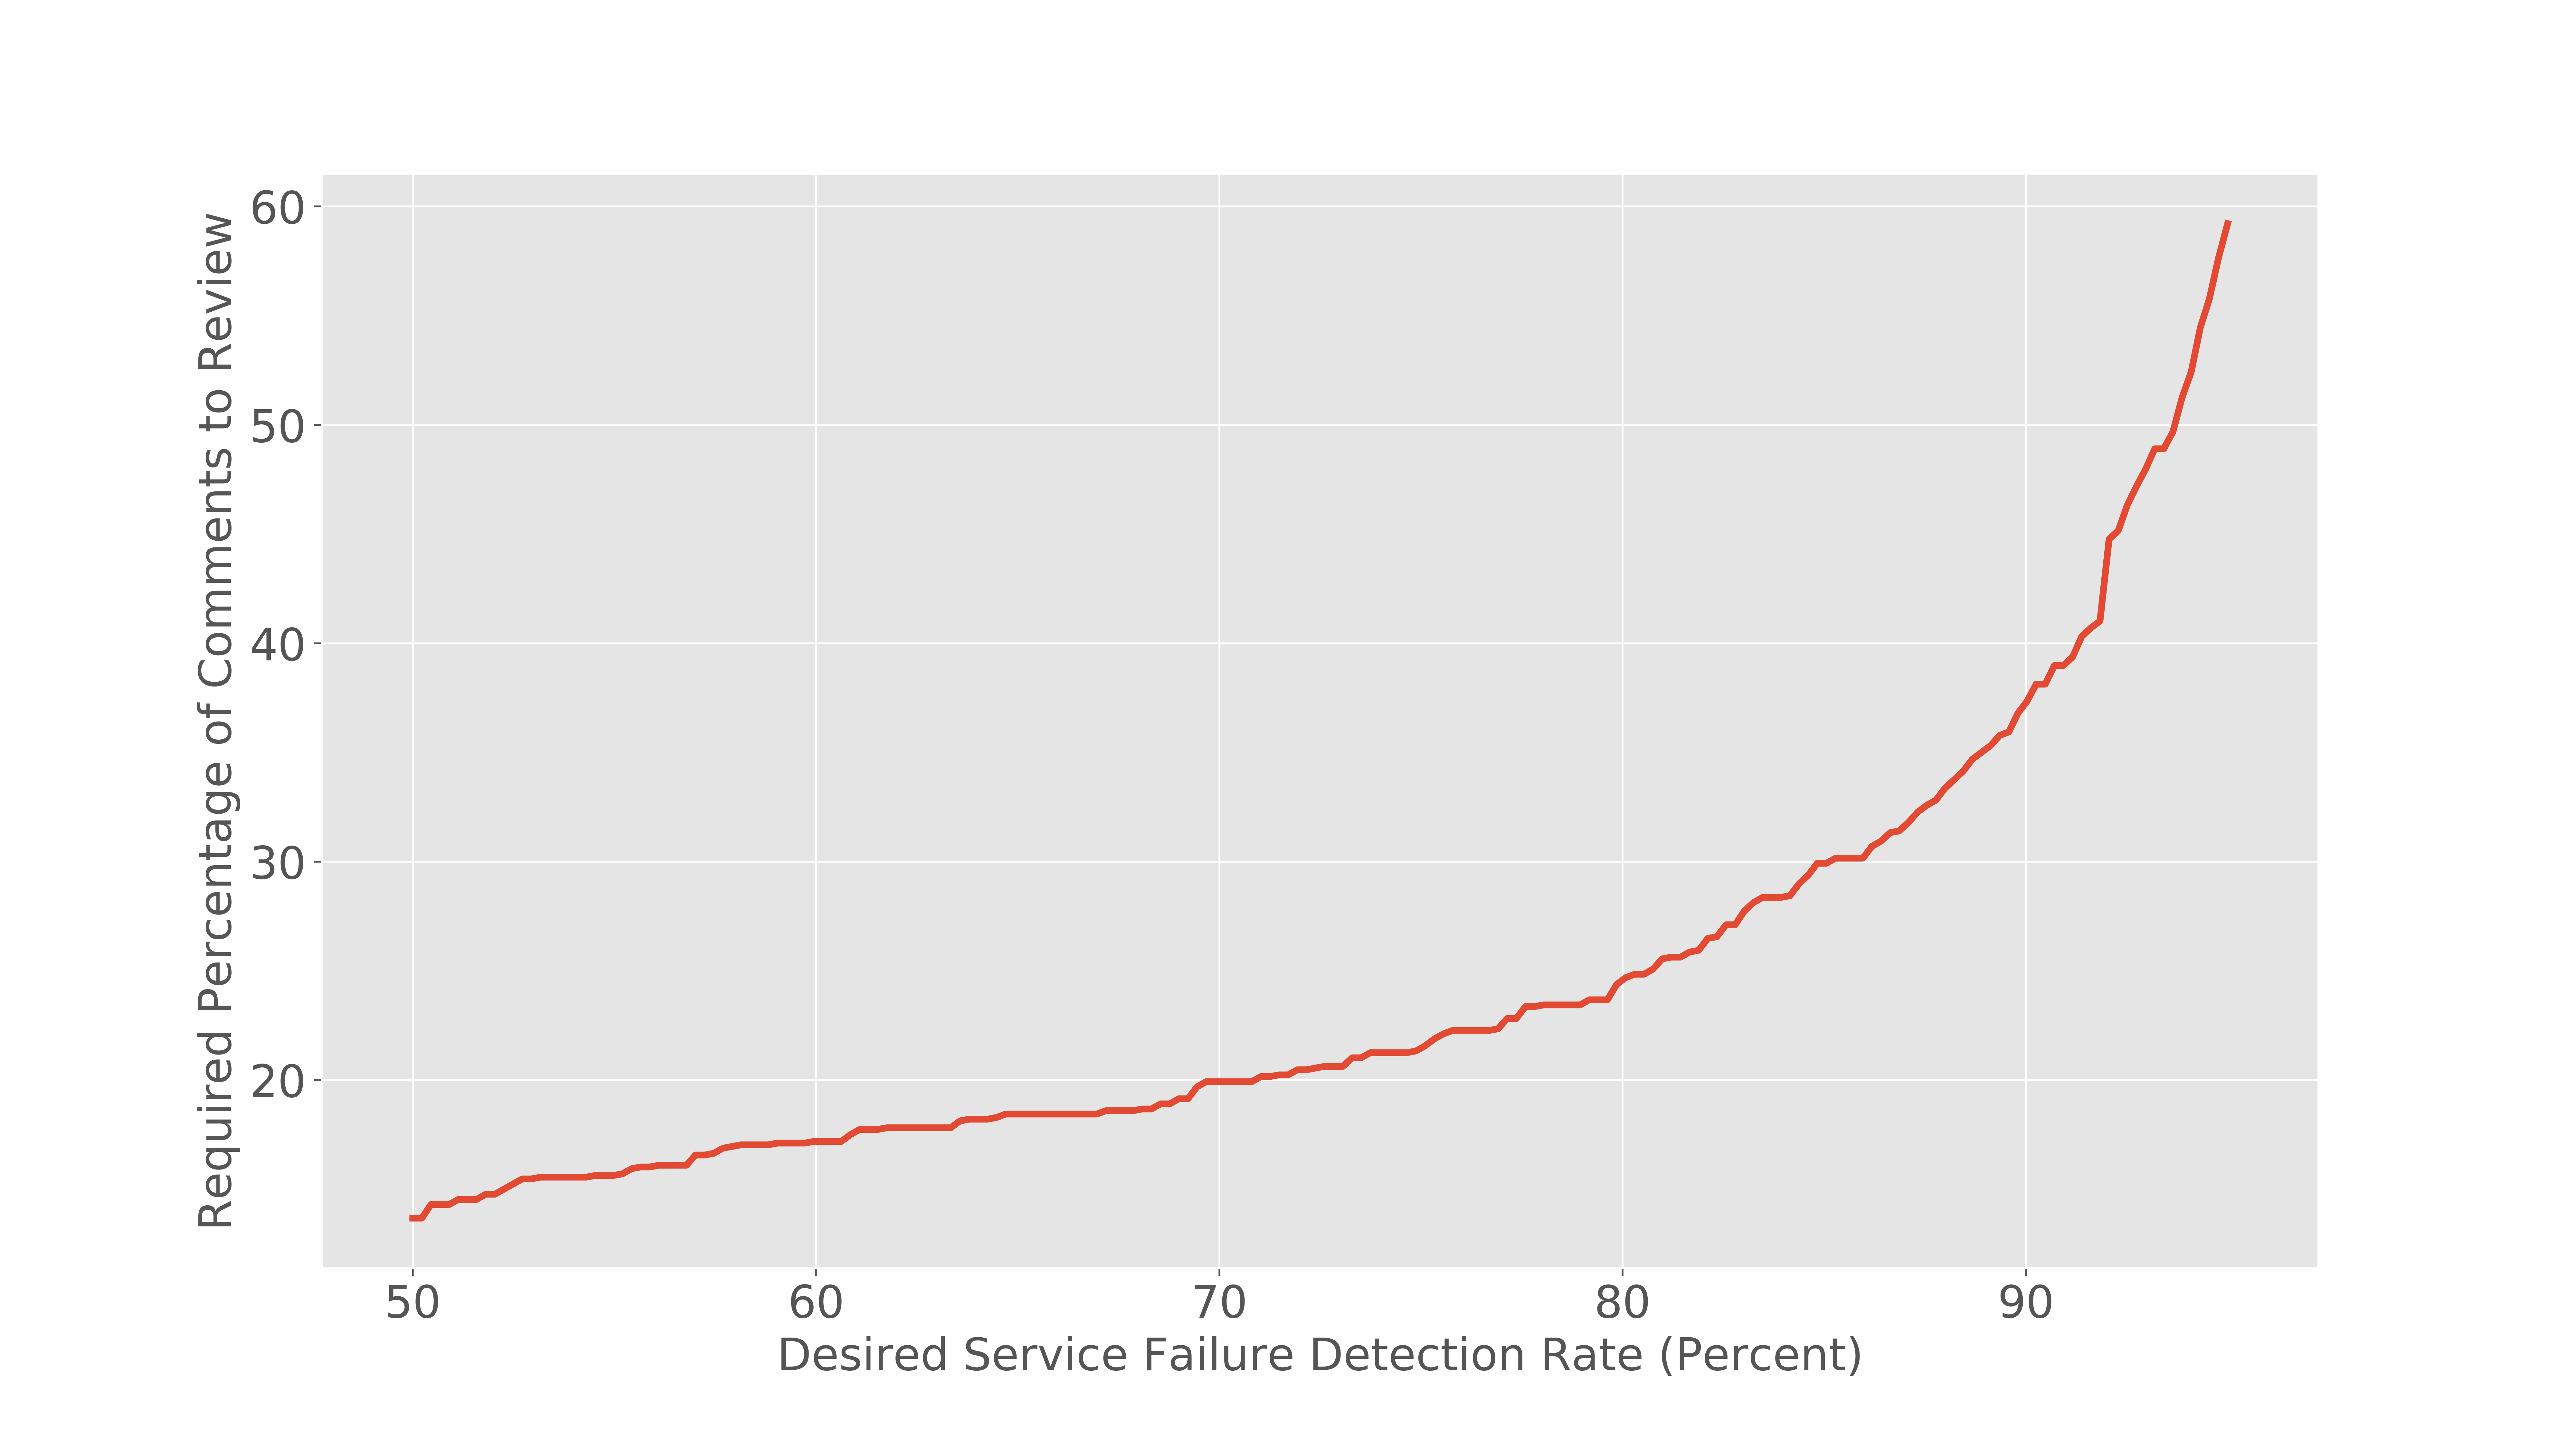 60
50
40
30
20
Required Percentage of Comments to Review
50 60 70 80 90
Desired Service Failure Detection Rate (Percent)